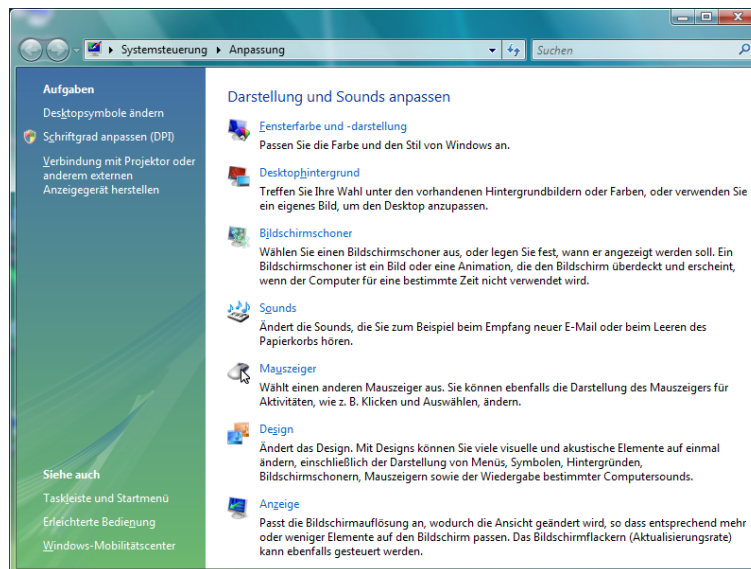 Systemsteuerung ▸ Anpassung
Suchen
Aufgaben
Desktopsymbole ändern
Schriftgrad anpassen (DPI)
Verbindung mit Projektor oder
anderem externen
Anzeigegerät herstellen
Siehe auch
Taskleiste und Startmenü
Erleichterte Bedienung
Windows-Mobilitätscenter
Darstellung und Sounds anpassen
Fensterfarbe und -darstellung
Passen Sie die Farbe und den Stil von Windows an.
Desktophintergrund
Treffen Sie Ihre Wahl unter den vorhandenen Hintergrundbildern oder Farben, oder verwenden Sie
ein eigenes Bild, um den Desktop anzupassen.
Bildschirmschoner
Wählen Sie einen Bildschirmschoner aus, oder legen Sie fest, wann er angezeigt werden soll. Ein
Bildschirmschoner ist ein Bild oder eine Animation, die den Bildschirm überdeckt und erscheint,
wenn der Computer für eine bestimmte Zeit nicht verwendet wird.
Sounds
Ändert die Sounds, die Sie zum Beispiel beim Empfang neuer E-Mail oder beim Leeren des
Papierkorbs hören.
Mauszeiger
Wählt einen anderen Mauszeiger aus. Sie können ebenfalls die Darstellung des Mauszeigers für
Aktivitäten, wie z. B. Klicken und Auswählen, ändern.
Design
Ändert das Design. Mit Designs können Sie viele visuelle und akustische Elemente auf einmal
ändern, einschließlich der Darstellung von Menüs, Symbolen, Hintergründen,
Bildschirmschonern, Mauszeigern sowie der Wiedergabe bestimmter Computersounds.
Anzeige
Passt die Bildschirmauflösung an, wodurch die Ansicht geändert wird, so dass entsprechend mehr
oder weniger Elemente auf den Bildschirm passen. Das Bildschirmflackern (Aktualisierungsrate)
kann ebenfalls gesteuert werden.